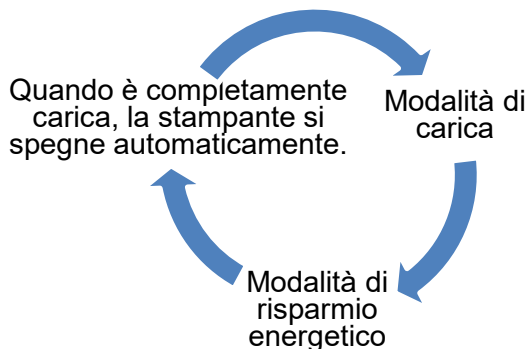 Quando è completamente
carica, la stampante si
spegne automaticamente.
Modalità di
carica
Modalità di
risparmio
energetico